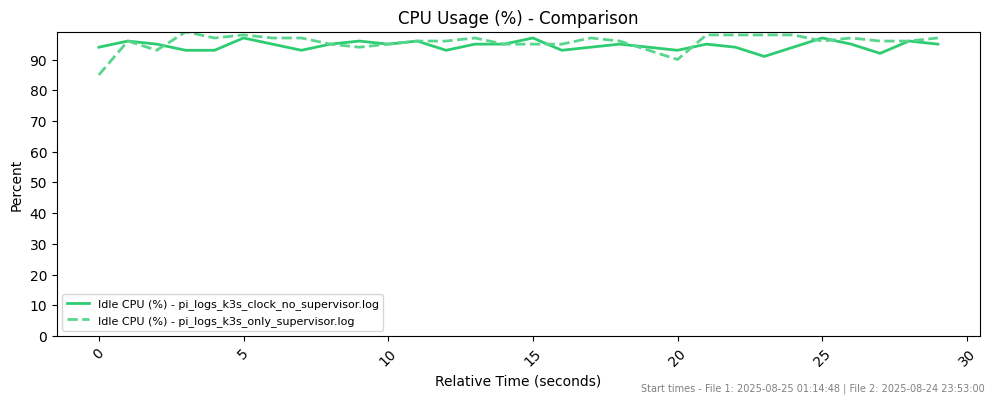 CPU Usage (%) - Comparison
Percent
90
80
70
60
50
40
30
20
10
0
Idle CPU (%) - pi_logs_k3s_clock_no_supervisor.log
Idle CPU (%) - pi_logs_k3s_only_supervisor.log
0 5 10 15 20 25 30
Relative Time (seconds)
Start times - File 1: 2025-08-25 01:14:48 | File 2: 2025-08-24 23:53:00